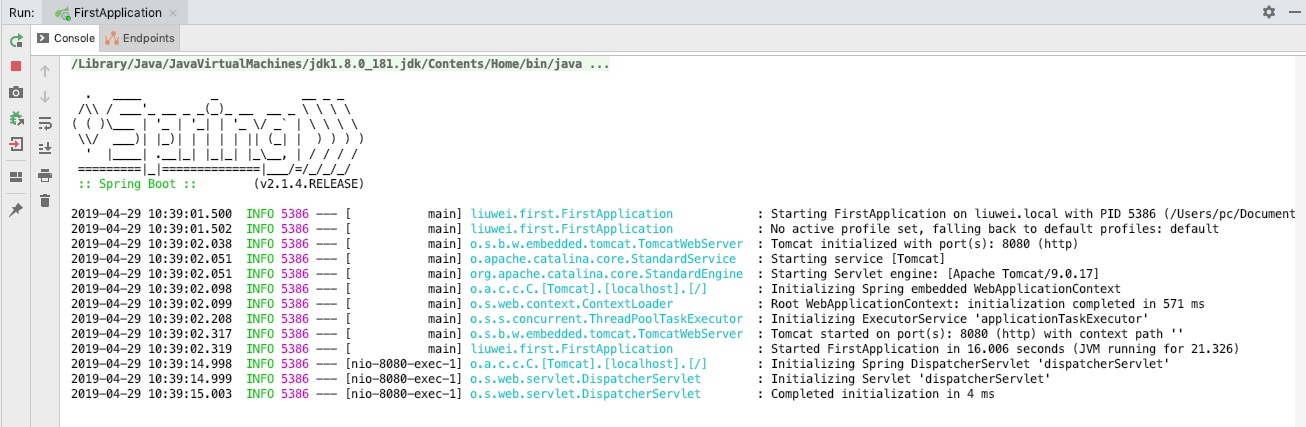 Run: FirstApplication
Console Endpoints
/Library/Java/JavaVirtualMachines/jdk1.8.0_181.jdk/Contents/Home/bin/java ...
  .   ____          _            __ _ _
 /\\ / ___'_ __ _ _(_)_ __  __ _ \ \ \ \
( ( )\___ | '_ | '_| | '_ \/ _` | \ \ \ \
 \\/  ___)| |_)| | | | | || (_| |  ) ) ) )
  '  |____| .__|_| |_|_| |_\__, | / / / /
 =========|_|==============|___/=/_/_/_/
 :: Spring Boot ::        (v2.1.4.RELEASE)
2019-04-29 10:39:01.500  INFO 5386 --- [           main] liuwei.first.FirstApplication            : Starting FirstApplication on liuwei.local with PID 5386 (/Users/pc/Document
2019-04-29 10:39:01.502  INFO 5386 --- [           main] liuwei.first.FirstApplication            : No active profile set, falling back to default profiles: default
2019-04-29 10:39:02.038  INFO 5386 --- [           main] o.s.b.w.embedded.tomcat.TomcatWebServer  : Tomcat initialized with port(s): 8080 (http)
2019-04-29 10:39:02.051  INFO 5386 --- [           main] o.apache.catalina.core.StandardService   : Starting service [Tomcat]
2019-04-29 10:39:02.051  INFO 5386 --- [           main] org.apache.catalina.core.StandardEngine  : Starting Servlet engine: [Apache Tomcat/9.0.17]
2019-04-29 10:39:02.098  INFO 5386 --- [           main] o.a.c.c.C.[Tomcat].[localhost].[/]       : Initializing Spring embedded WebApplicationContext
2019-04-29 10:39:02.099  INFO 5386 --- [           main] o.s.web.context.ContextLoader            : Root WebApplicationContext: initialization completed in 571 ms
2019-04-29 10:39:02.208  INFO 5386 --- [           main] o.s.s.concurrent.ThreadPoolTaskExecutor  : Initializing ExecutorService 'applicationTaskExecutor'
2019-04-29 10:39:02.317  INFO 5386 --- [           main] o.s.b.w.embedded.tomcat.TomcatWebServer  : Tomcat started on port(s): 8080 (http) with context path ''
2019-04-29 10:39:02.319  INFO 5386 --- [           main] liuwei.first.FirstApplication            : Started FirstApplication in 16.006 seconds (JVM running for 21.326)
2019-04-29 10:39:14.998  INFO 5386 --- [nio-8080-exec-1] o.a.c.c.C.[Tomcat].[localhost].[/]       : Initializing Spring DispatcherServlet 'dispatcherServlet'
2019-04-29 10:39:14.999  INFO 5386 --- [nio-8080-exec-1] o.s.web.servlet.DispatcherServlet        : Initializing Servlet 'dispatcherServlet'
2019-04-29 10:39:15.003  INFO 5386 --- [nio-8080-exec-1] o.s.web.servlet.DispatcherServlet        : Completed initialization in 4 ms